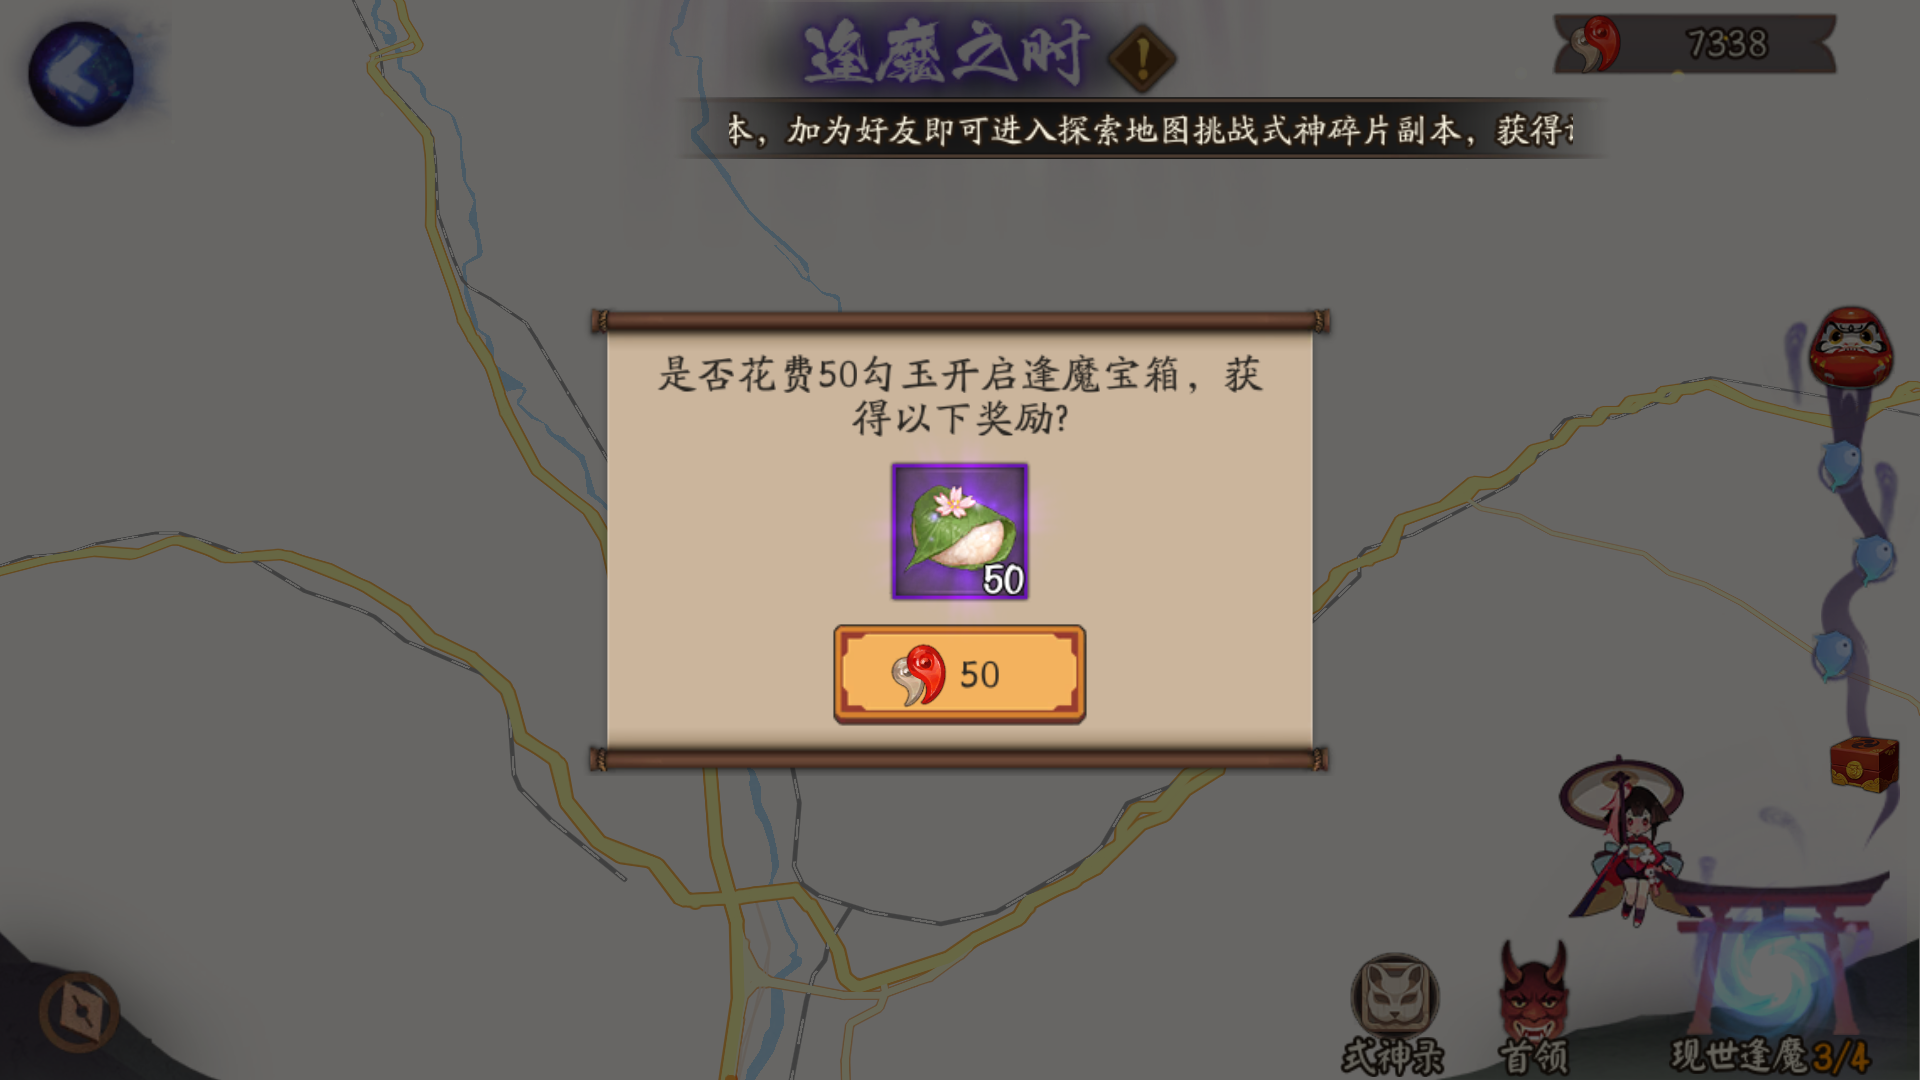 逢魔之时
7338
本，加为好友即可进入探索地图挑战式神碎片副本，获得
是否花费50勾玉开启逢魔宝箱，获
得以下奖励?
50
50
式神录
首领
现世逢魔3/4